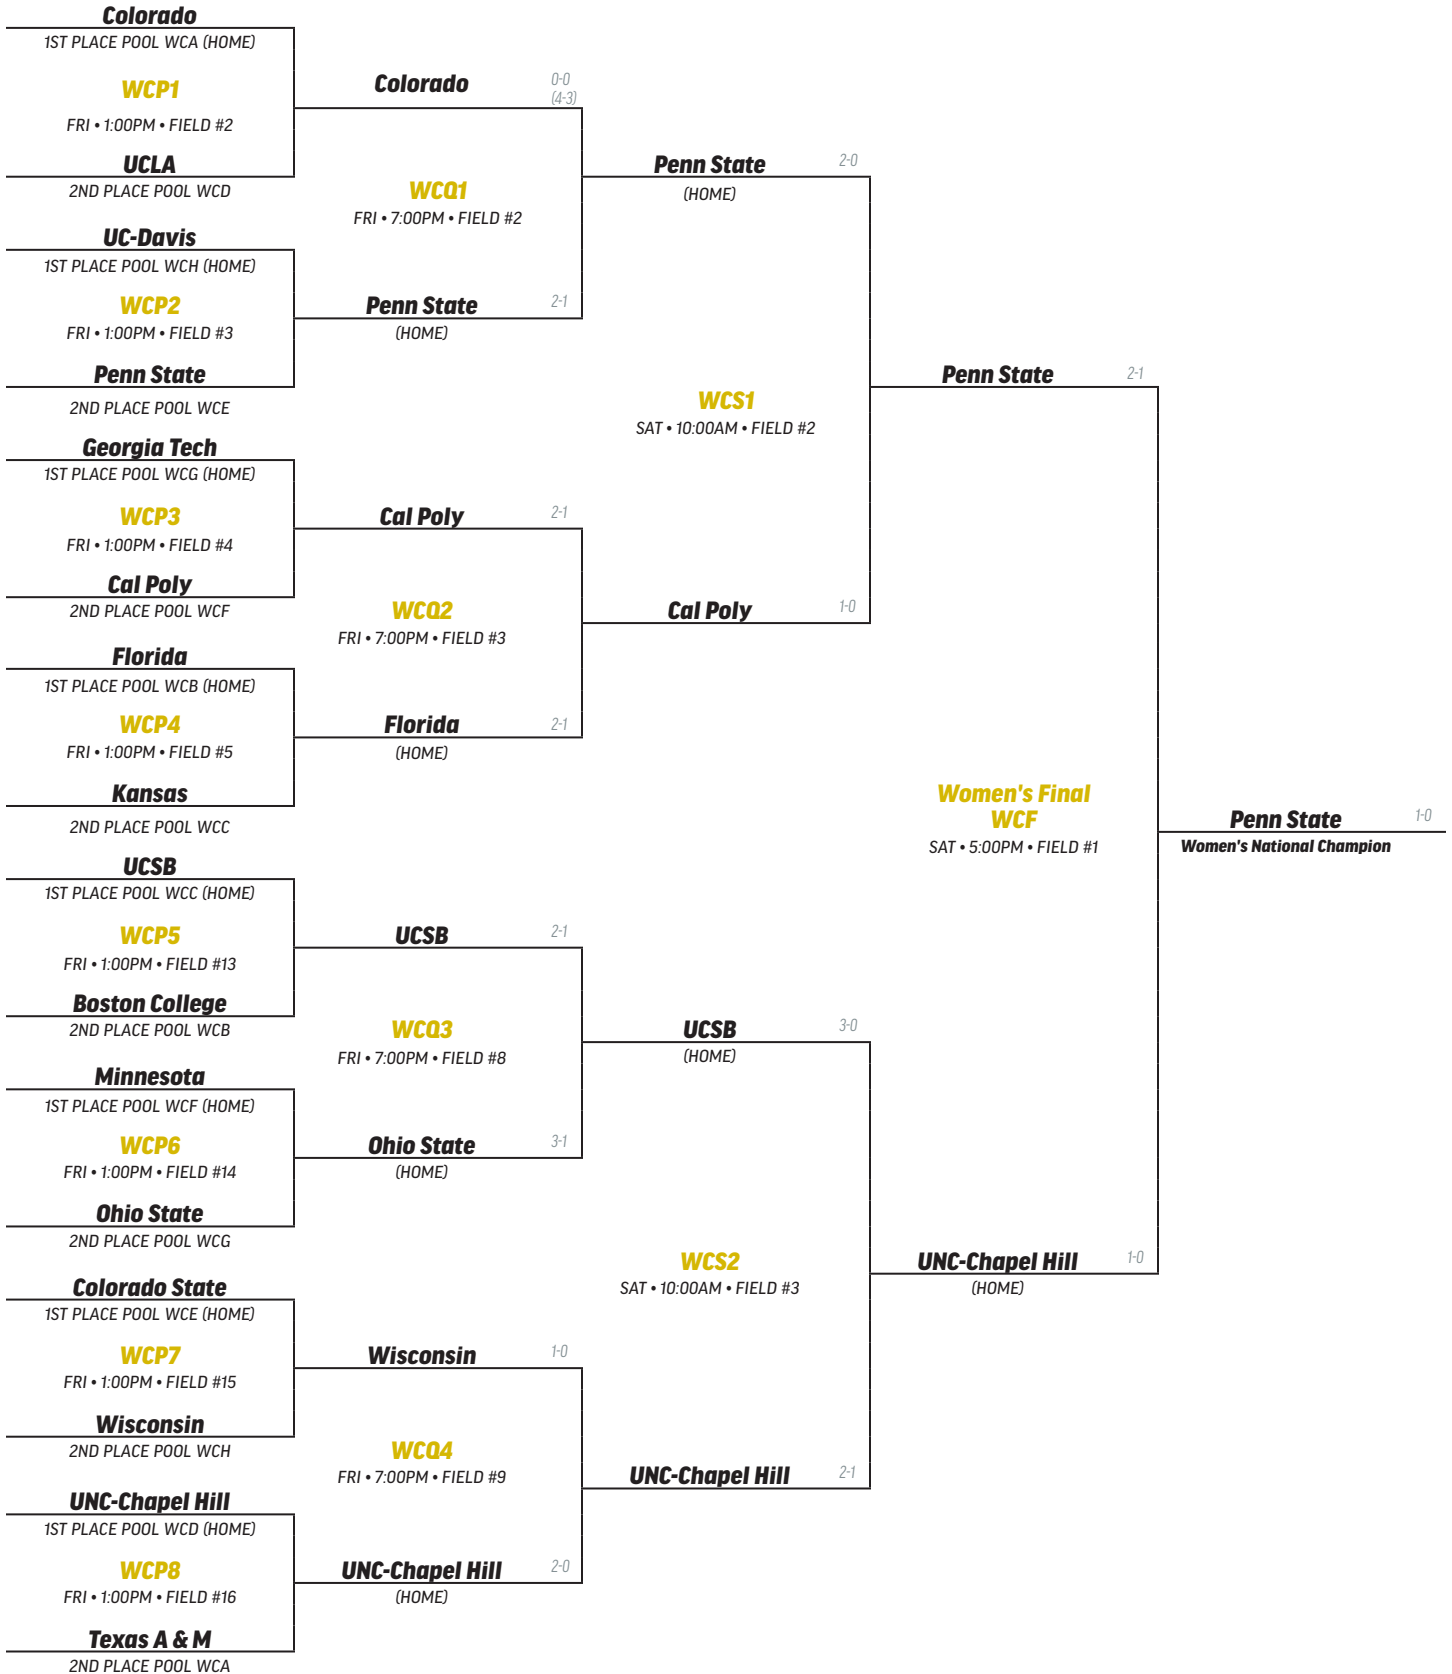 Colorado
1ST PLACE POOL WCA (HOME)
WCP1
FRI • 1:00PM • FIELD #2
UCLA
2ND PLACE POOL WCD
UC-Davis
1ST PLACE POOL WCH (HOME)
WCP2
FRI • 1:00PM • FIELD #3
Penn State
2ND PLACE POOL WCE
Georgia Tech
1ST PLACE POOL WCG (HOME)
WCP3
FRI • 1:00PM • FIELD #4
Cal Poly
2ND PLACE POOL WCF
Florida
1ST PLACE POOL WCB (HOME)
WCP4
FRI • 1:00PM • FIELD #5
Kansas
2ND PLACE POOL WCC
UCSB
1ST PLACE POOL WCC (HOME)
WCP5
FRI • 1:00PM • FIELD #13
Boston College
2ND PLACE POOL WCB
Minnesota
1ST PLACE POOL WCF (HOME)
WCP6
FRI • 1:00PM • FIELD #14
Ohio State
2ND PLACE POOL WCG
Colorado State
1ST PLACE POOL WCE (HOME)
WCP7
FRI • 1:00PM • FIELD #15
Wisconsin
2ND PLACE POOL WCH
UNC-Chapel Hill
1ST PLACE POOL WCD (HOME)
WCP8
FRI • 1:00PM • FIELD #16
Texas A & M
2ND PLACE POOL WCA
Colorado 0-0
(4-3)
WCQ1
FRI • 7:00PM • FIELD #2
Penn State 2-1
(HOME)
Cal Poly 2-1
WCQ2
FRI • 7:00PM • FIELD #3
Florida 2-1
(HOME)
UCSB 2-1
WCQ3
FRI • 7:00PM • FIELD #8
Ohio State 3-1
(HOME)
Wisconsin 1-0
WCQ4
FRI • 7:00PM • FIELD #9
UNC-Chapel Hill 2-0
(HOME)
Penn State 2-0
(HOME)
WCS1
SAT • 10:00AM • FIELD #2
Cal Poly 1-0
UCSB 3-0
(HOME)
WCS2
SAT • 10:00AM • FIELD #3
UNC-Chapel Hill 2-1
Penn State 2-1
Women's Final
WCF
SAT • 5:00PM • FIELD #1
UNC-Chapel Hill 1-0
(HOME)
Penn State 1-0
Women's National Champion